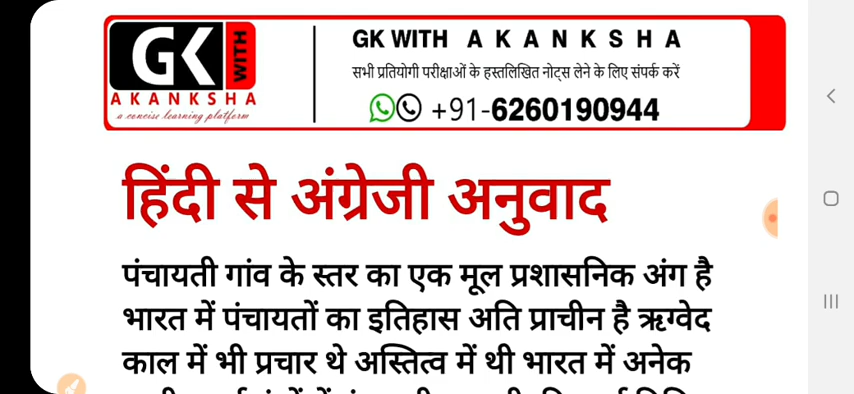 GK WITH
AKANKSHA
a concise learning platform
GK WITH AKANKSHA
सभी प्रतियोगी परीक्षाओं के हस्तलिखित नोट्स लेने के लिए संपर्क करें
+91-6260190944
हिंदी से अंग्रेजी अनुवाद
पंचायती गांव के स्तर का एक मूल प्रशासनिक अंग है
भारत में पंचायतों का इतिहास अति प्राचीन है ऋग्वेद
काल में भी प्रचार थे अस्तित्व में थी भारत में अनेक